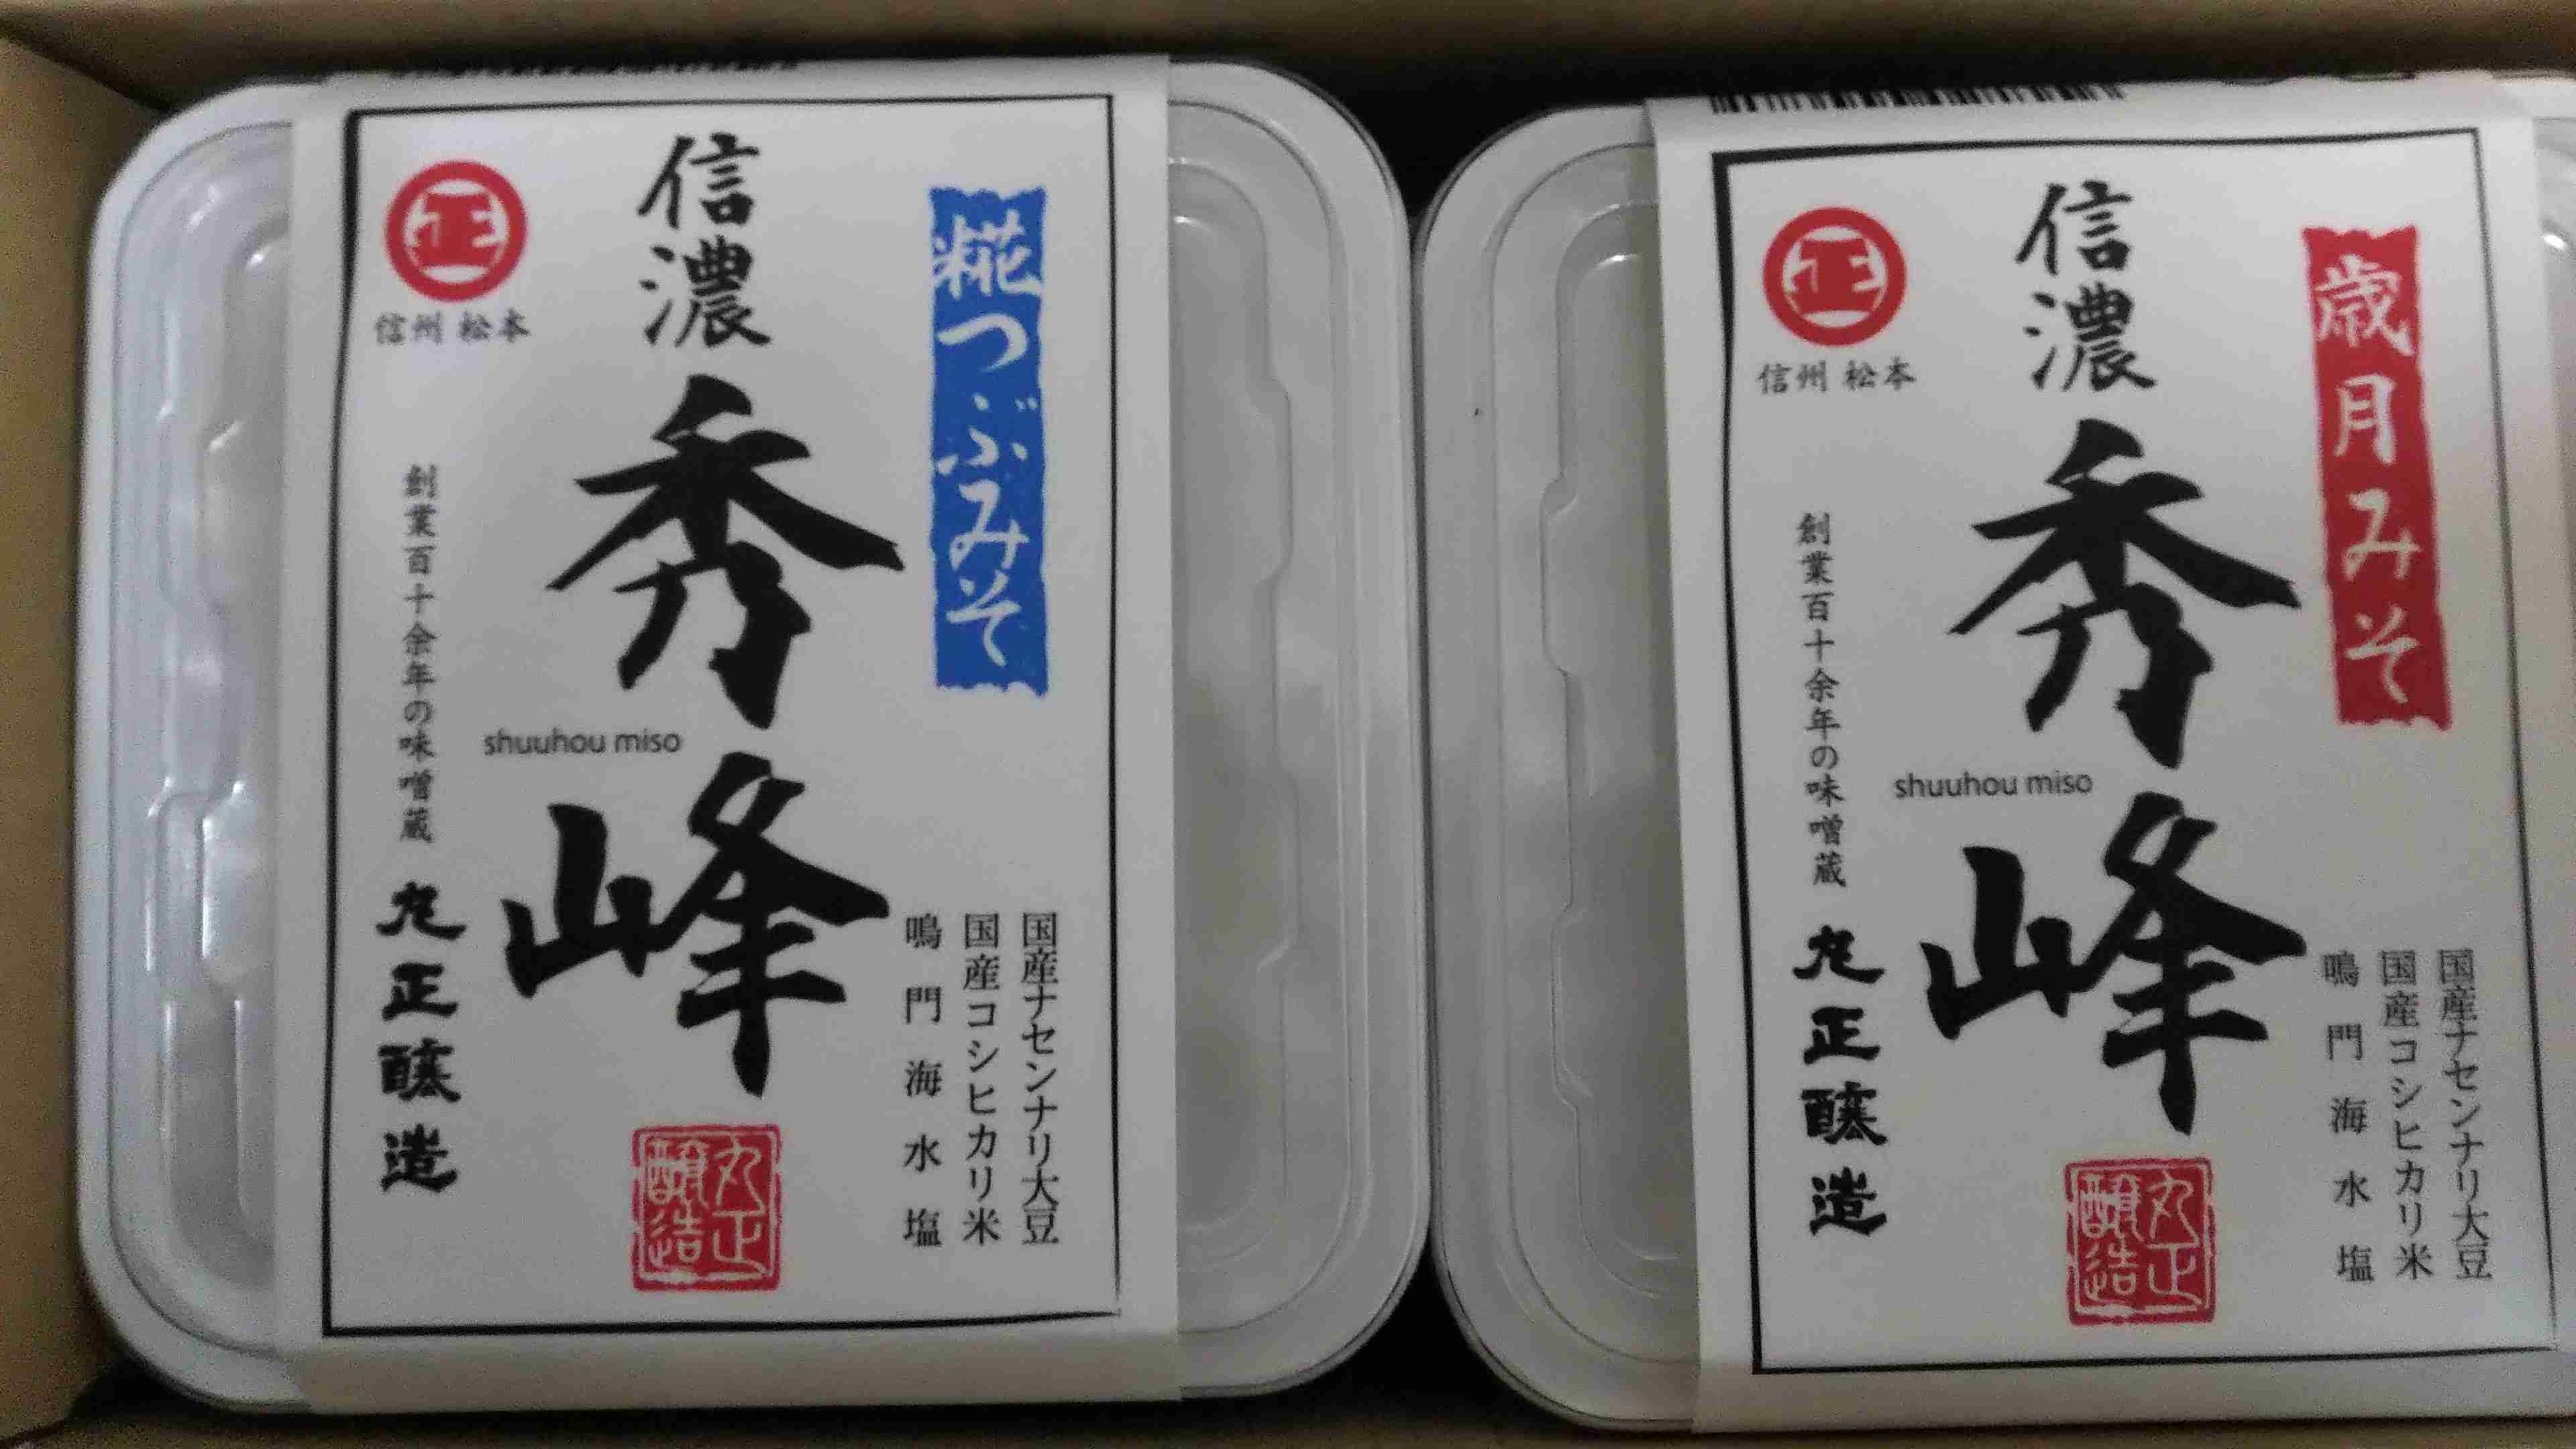 糀つぶみそ
信濃
秀峰
shuuhou miso
正
信州 松本
創業百十余年の味噌蔵
丸正醸造
国産ナセンナリ大豆
国産コシヒカリ米
鳴門海水塩
丸正
醸造
歳月みそ
信濃
秀峰
shuuhou miso
正
信州 松本
創業百十余年の味噌蔵
丸正醸造
国産ナセンナリ大豆
国産コシヒカリ米
鳴門海水塩
丸正
醸造